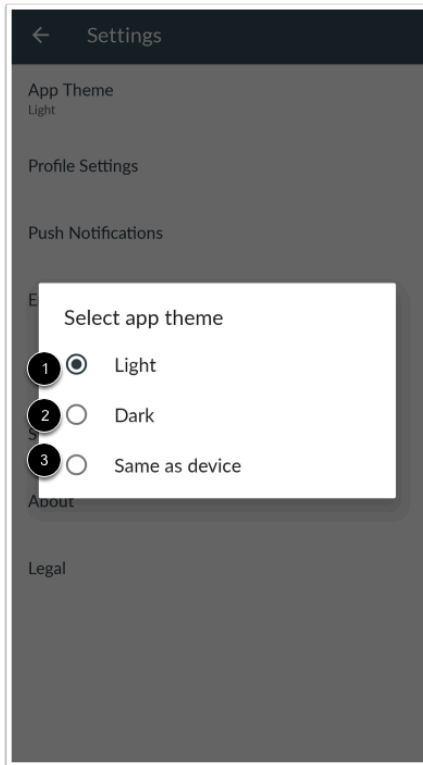 Settings
App Theme
Light
Profile Settings
Push Notifications
E
Select app theme
1 Light
2 Dark
S
3 Same as device
About
Legal